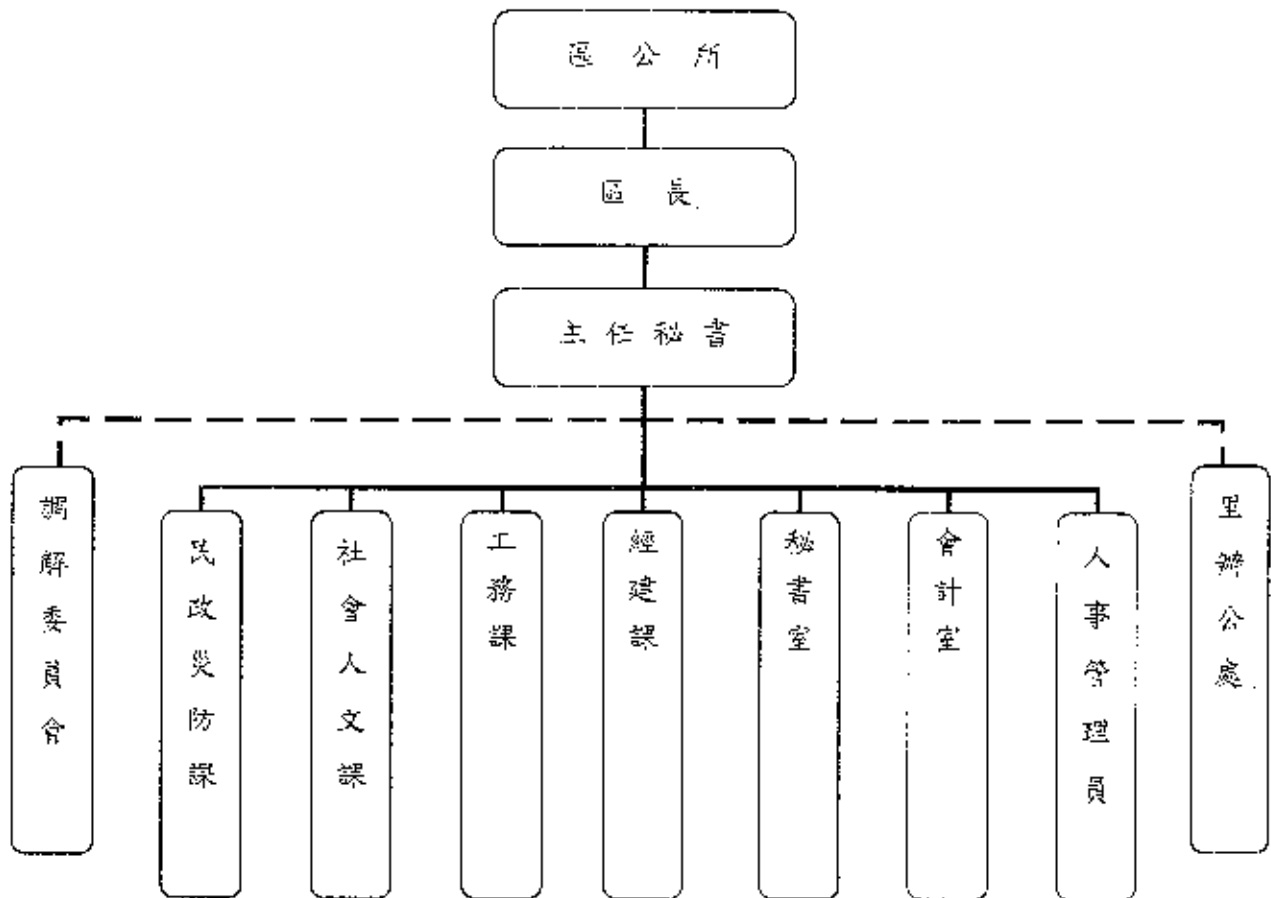 區公所
區長
主任秘書
調解委員會
民政災防課
社會人文課
工務課
經建課
秘書室
會計室
人事管理員
里辦公處